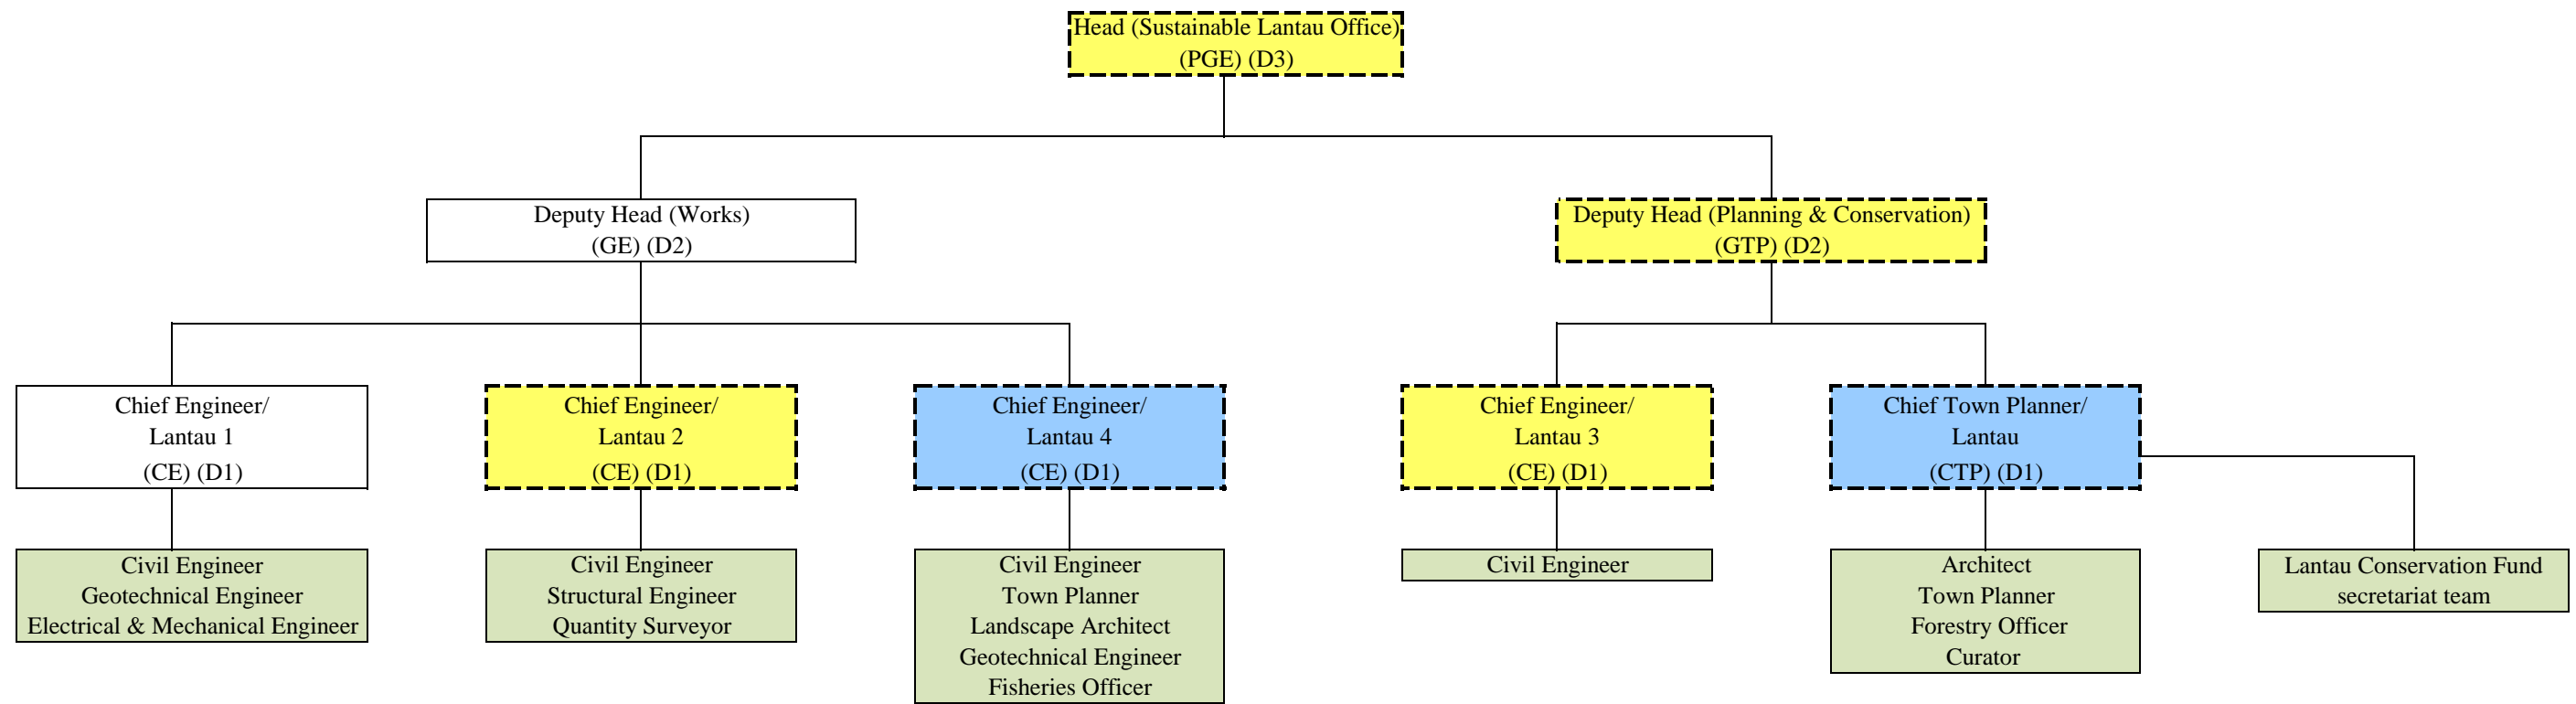 Head (Sustainable Lantau Office)
(PGE) (D3)
Deputy Head (Works)
(GE) (D2)
Deputy Head (Planning & Conservation)
(GTP) (D2)
Chief Engineer/
Lantau 1
(CE) (D1)
Chief Engineer/
Lantau 2
(CE) (D1)
Chief Engineer/
Lantau 4
(CE) (D1)
Chief Engineer/
Lantau 3
(CE) (D1)
Chief Town Planner/
Lantau
(CTP) (D1)
Civil Engineer
Geotechnical Engineer
Electrical & Mechanical Engineer
Civil Engineer
Structural Engineer
Quantity Surveyor
Civil Engineer
Town Planner
Landscape Architect
Geotechnical Engineer
Fisheries Officer
Civil Engineer
Architect
Town Planner
Forestry Officer
Curator
Lantau Conservation Fund
secretariat team